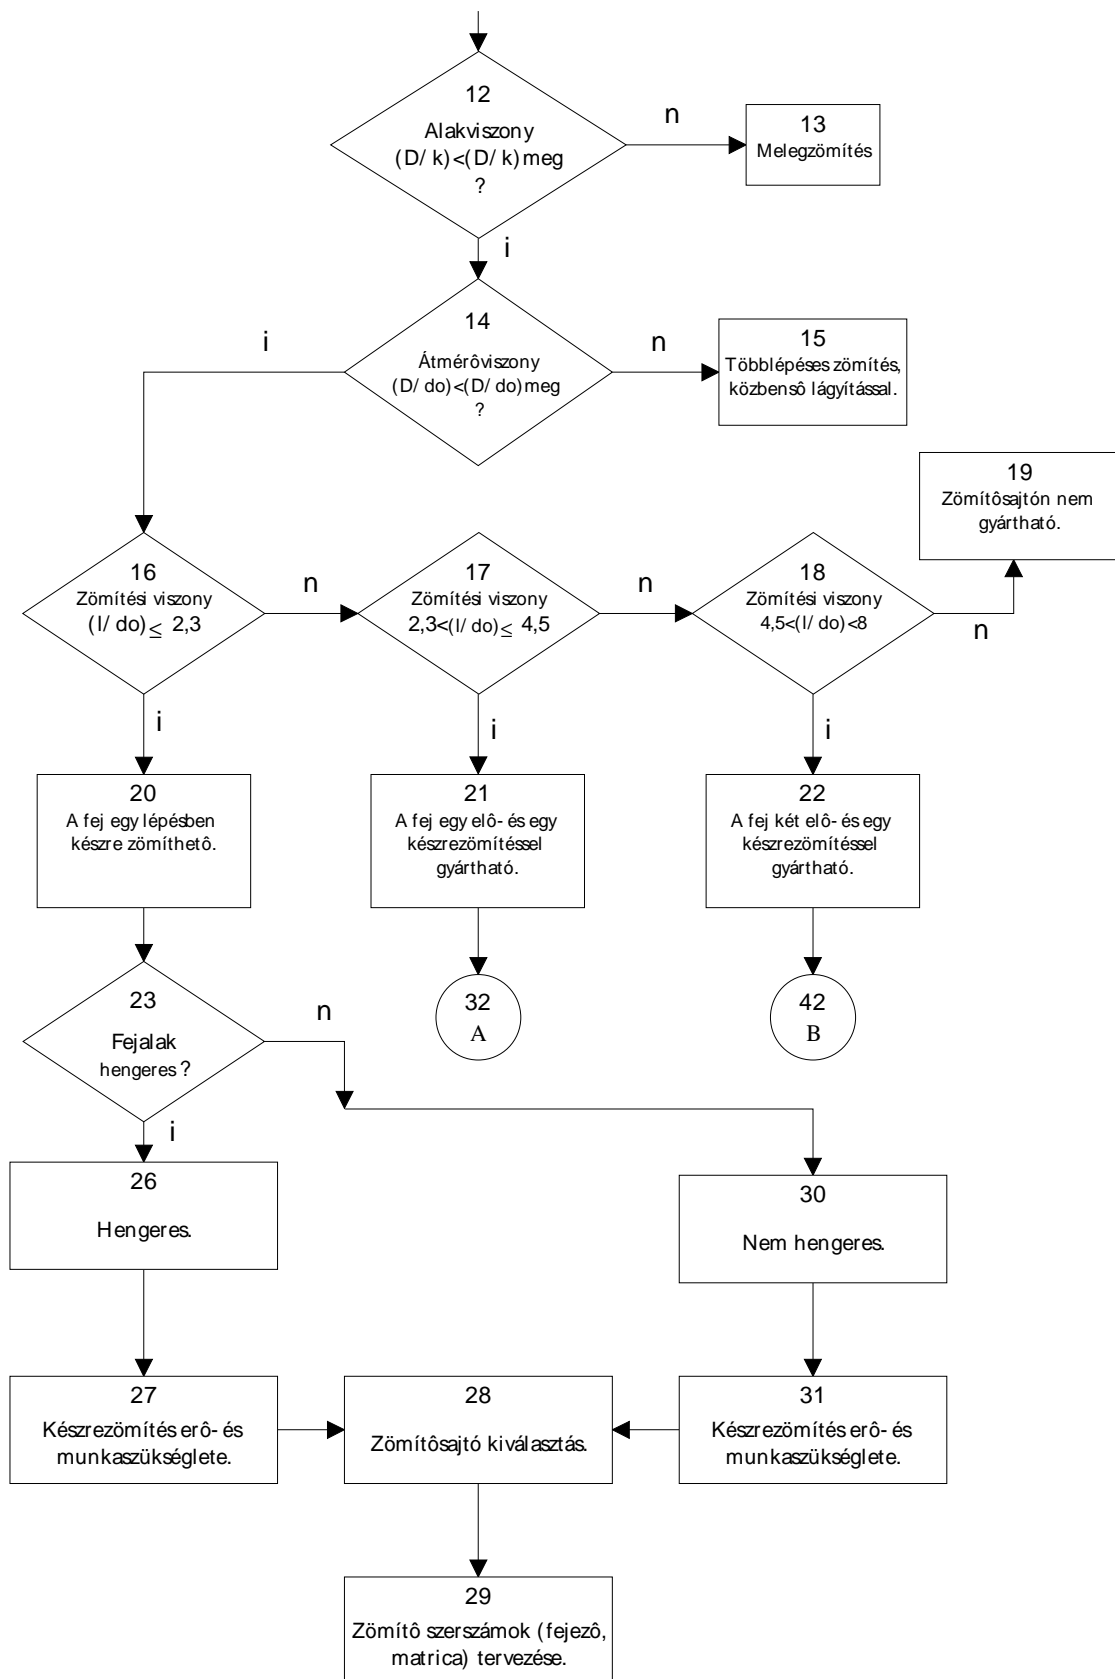 12
Alakviszony
(D/ k) <(D/ k) meg
?
n
13
Melegzömítés
i
14
Átmérôviszony
(D/ do) <(D/ do) meg
?
i
n
15
Többlépéses zömítés,
közbensô lágyítással.
19
Zömítôsajtón nem
gyártható.
16
Zömítési viszony
(l/ do) ≤ 2,3
n
17
Zömítési viszony
2,3<(l/ do) ≤ 4,5
n
18
Zömítési viszony
4,5<(l/ do) <8
n
i
i
i
20
A fej egy lépésben
készre zömíthetô.
21
A fej egy elô- és egy
készrezömítéssel
gyártható.
22
A fej két elô- és egy
készrezömítéssel
gyártható.
23
Fejalak
hengeres ?
n
32
A
42
B
i
26
Hengeres.
30
Nem hengeres.
27
Készrezömítés erô- és
munkaszükséglete.
28
Zömítôsajtó kiválasztás.
31
Készrezömítés erô- és
munkaszükséglete.
29
Zömítô szerszámok (fejezô,
matrica) tervezése.